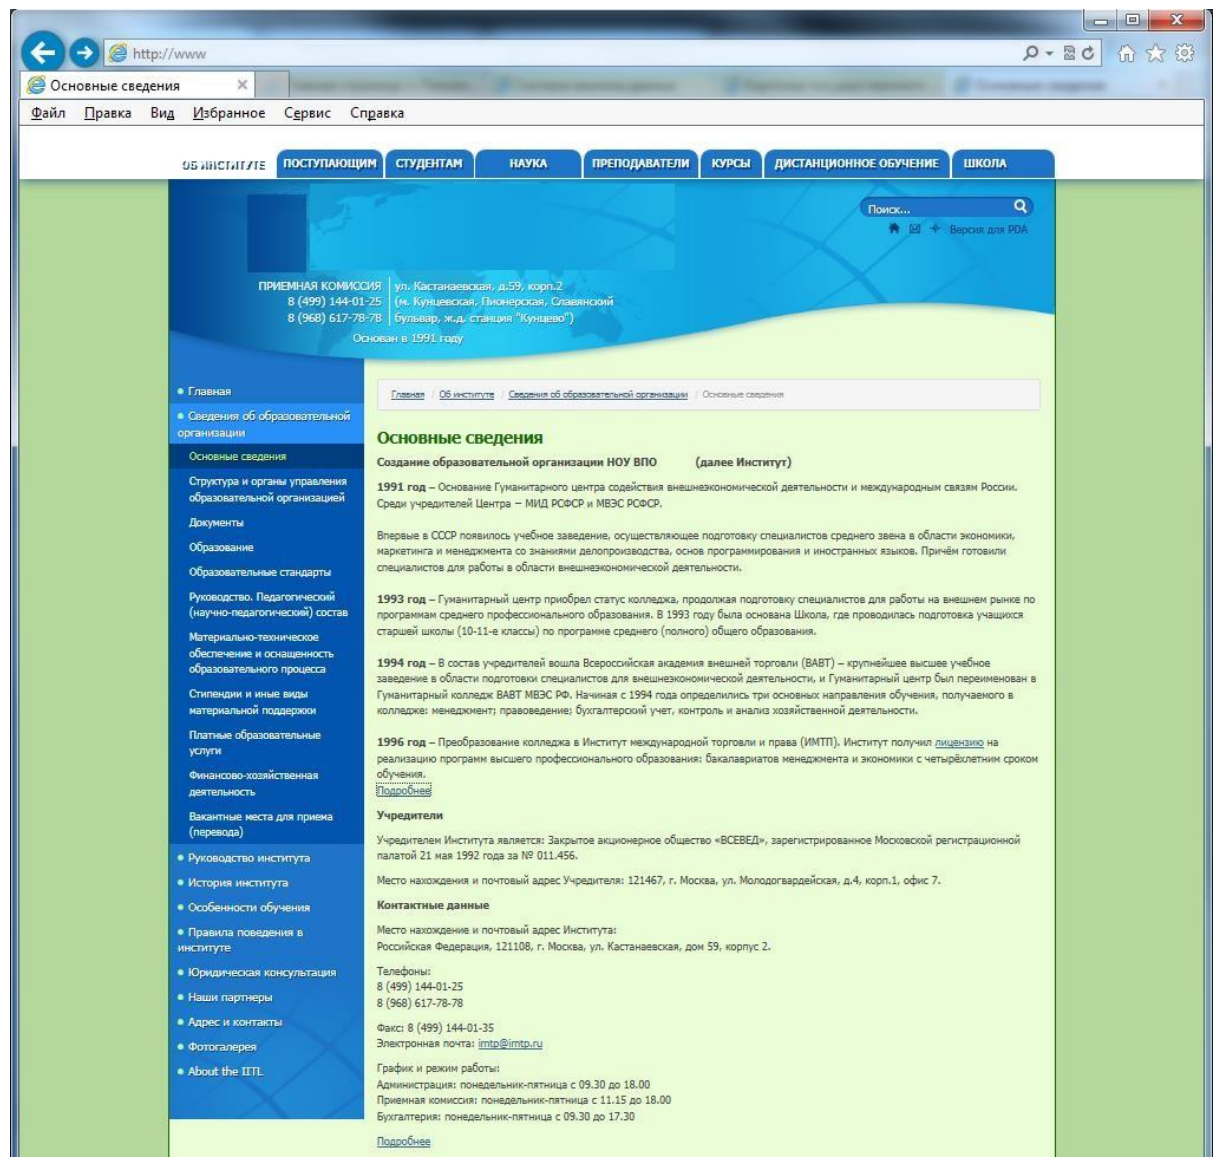 http://www
Основные сведения
Файл Правка Вид Избранное Сервис Справка
ОБ ИНСТИТУТЕ ПОСТУПАЮЩИМ СТУДЕНТАМ НАУКА ПРЕПОДАВАТЕЛИ КУРСЫ ДИСТАНЦИОННОЕ ОБУЧЕНИЕ ШКОЛА
Поиск...
Версия для PDA
ПРИЕМНАЯ КОМИССИЯ
8 (499) 144-01-25
8 (968) 617-78-78
ул. Кастанаевская, д.59, корп.2
(м. Кунцевская, Пионерская, Славянский
бульвар, ж.д. станция "Кунцево")
Основан в 1991 году
Главная
Сведения об образовательной
организации
Основные сведения
Структура и органы управления
образовательной организацией
Документы
Образование
Образовательные стандарты
Руководство. Педагогический
(научно-педагогический) состав
Материально-техническое
обеспечение и оснащенность
образовательного процесса
Стипендии и иные виды
материальной поддержки
Платные образовательные
услуги
Финансово-хозяйственная
деятельность
Вакантные места для приема
(перевода)
Руководство института
История института
Особенности обучения
Правила поведения в
институте
Юридическая консультация
Наши партнеры
Адрес и контакты
Фотогалерея
About the IITL
Главная / Об институте / Сведения об образовательной организации / Основные сведения
Основные сведения
Создание образовательной организации НОУ ВПО (далее Институт)
1991 год – Основание Гуманитарного центра содействия внешнеэкономической деятельности и международным связям России.
Среди учредителей Центра – МИД РСФСР и МВЭС РСФСР.
Впервые в СССР появилось учебное заведение, осуществляющее подготовку специалистов среднего звена в области экономики,
маркетинга и менеджмента со знаниями делопроизводства, основ программирования и иностранных языков. Причём готовили
специалистов для работы в области внешнеэкономической деятельности.
1993 год – Гуманитарный центр приобрел статус колледжа, продолжая подготовку специалистов для работы на внешнем рынке по
программам среднего профессионального образования. В 1993 году была основана Школа, где проводилась подготовка учащихся
старшей школы (10-11-е классы) по программе среднего (полного) общего образования.
1994 год – В состав учредителей вошла Всероссийская академия внешней торговли (ВАВТ) – крупнейшее высшее учебное
заведение в области подготовки специалистов для внешнеэкономической деятельности, и Гуманитарный центр был переименован в
Гуманитарный колледж ВАВТ МВЭС РФ. Начиная с 1994 года определились три основных направления обучения, получаемого в
колледже: менеджмент; правоведение; бухгалтерский учет, контроль и анализ хозяйственной деятельности.
1996 год – Преобразование колледжа в Институт международной торговли и права (ИМТП). Институт получил лицензию на
реализацию программ высшего профессионального образования: бакалавриатов менеджмента и экономики с четырёхлетним сроком
обучения.
Подробнее
Учредители
Учредителем Института является: Закрытое акционерное общество «ВСЕВЕД», зарегистрированное Московской регистрационной
палатой 21 мая 1992 года за № 011.456.
Место нахождения и почтовый адрес Учредителя: 121467, г. Москва, ул. Молодогвардейская, д.4, корп.1, офис 7.
Контактные данные
Место нахождения и почтовый адрес Института:
Российская Федерация, 121108, г. Москва, ул. Кастанаевская, дом 59, корпус 2.
Телефоны:
8 (499) 144-01-25
8 (968) 617-78-78
Факс: 8 (499) 144-01-35
Электронная почта: imtp@imtp.ru
График и режим работы:
Администрация: понедельник-пятница с 09.30 до 18.00
Приемная комиссия: понедельник-пятница с 11.15 до 18.00
Бухгалтерия: понедельник-пятница с 09.30 до 17.30
Подробнее